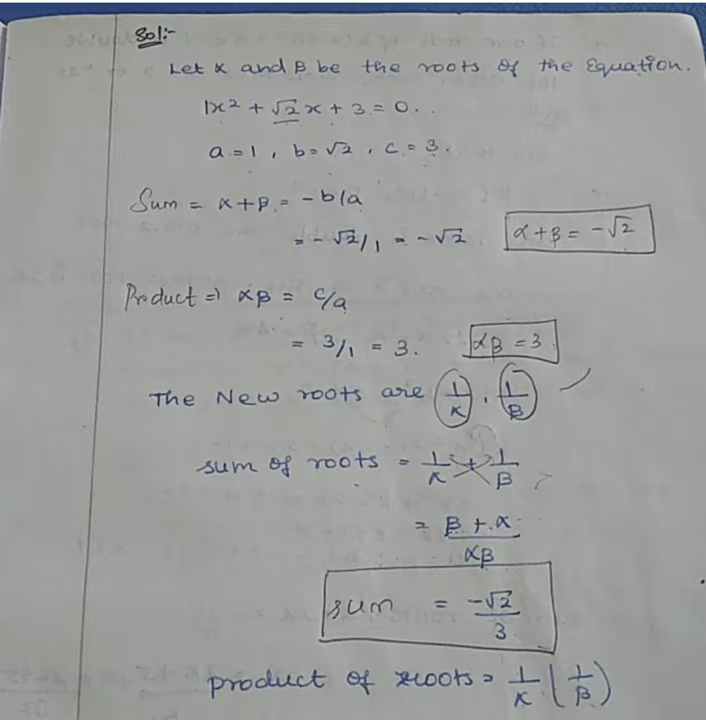 Sol:-
Let α and β be the roots of the Equation.
1x² + √2 x + 3 = 0.
a = 1, b = √2, c = 3.
Sum = α+β = -b/a
= -√2/1 = -√2 α+β = -√2
Product => αβ = c/a
= 3/1 = 3. αβ = 3
The New roots are 1/α, 1/β
sum of roots = 1/α + 1/β
= β + α / αβ
sum = -√2/3
product of roots = 1/α (1/β)